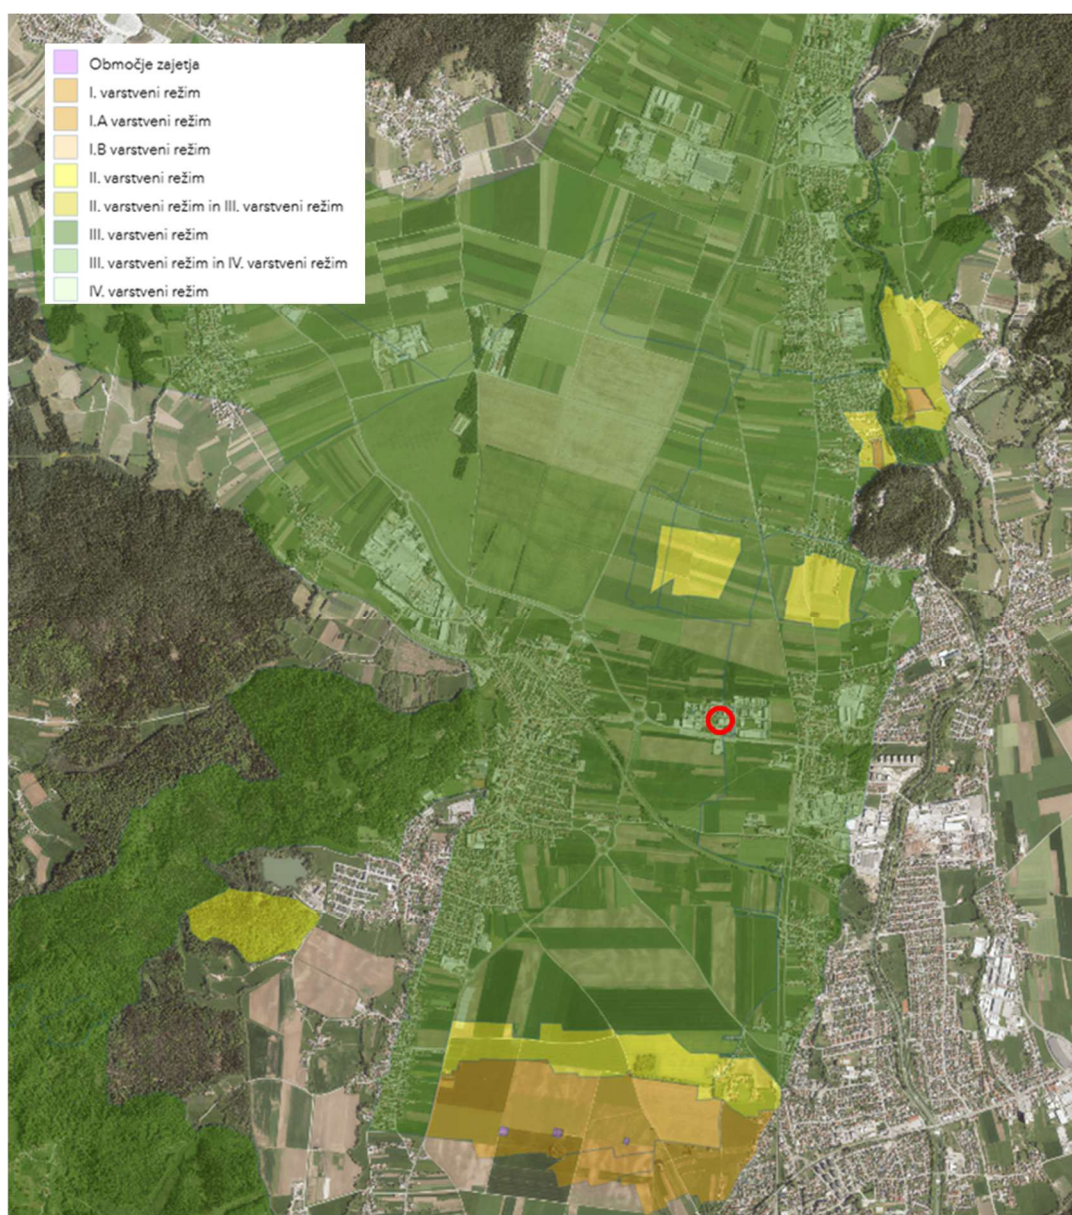 Območje zajetja
I. varstveni režim
I.A varstveni režim
I.B varstveni režim
II. varstveni režim
II. varstveni režim in III. varstveni režim
III. varstveni režim
III. varstveni režim in IV. varstveni režim
IV. varstveni režim